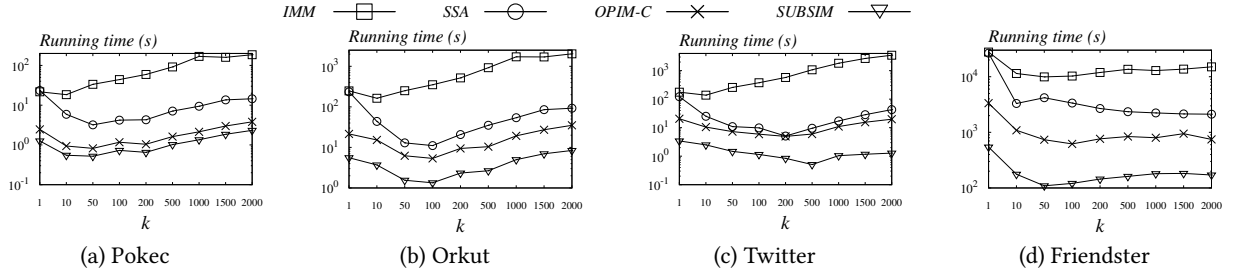 IMM SSA OPIM-C SUBSIM
Running time (s)
10^2
10^1
10^0
10^-1
1 10 50 100 200 500 1000 1500 2000
k
(a) Pokec
Running time (s)
10^3
10^2
10^1
10^0
1 10 50 100 200 500 1000 1500 2000
k
(b) Orkut
Running time (s)
10^3
10^2
10^1
10^0
10^-1
1 10 50 100 200 500 1000 1500 2000
k
(c) Twitter
Running time (s)
10^4
10^3
10^2
1 10 50 100 200 500 1000 1500 2000
k
(d) Friendster